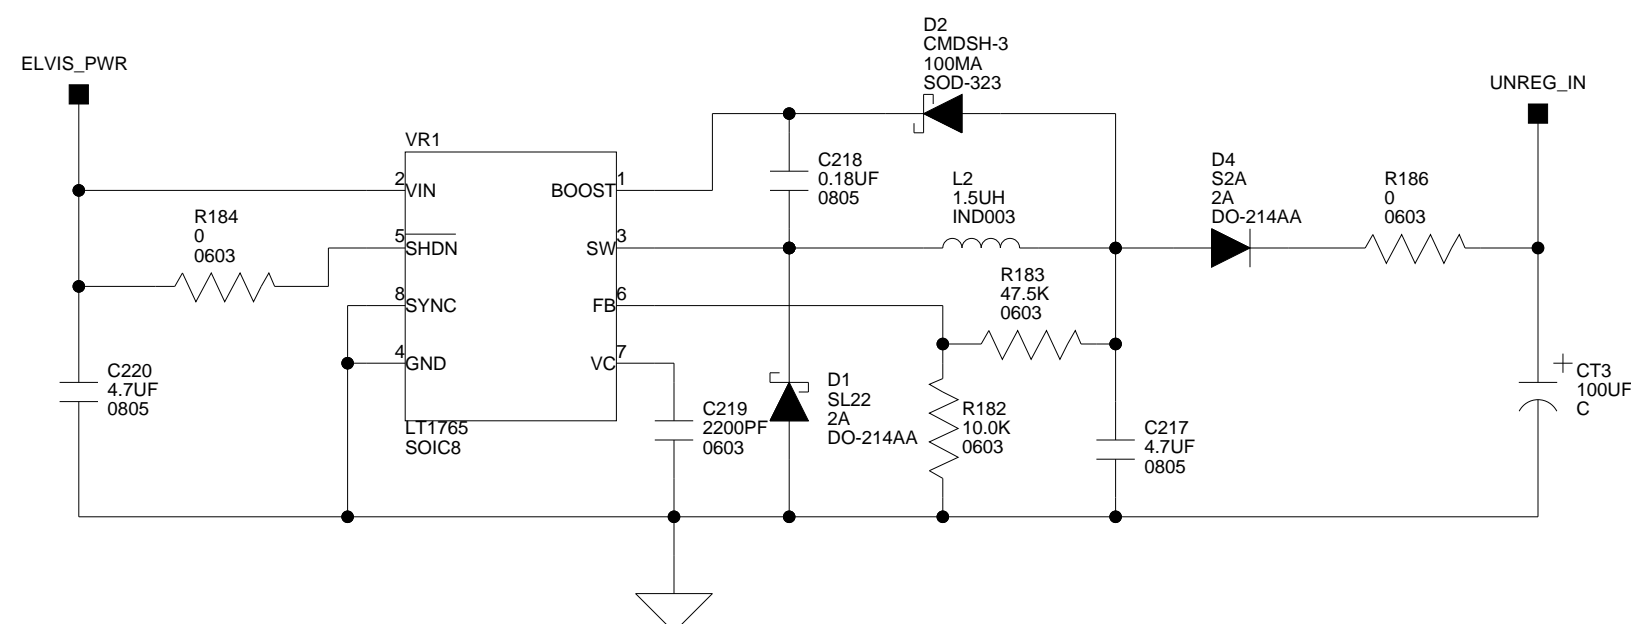 D2
CMDSH-3
100MA
SOD-323
ELVIS_PWR
UNREG_IN
VR1
2
VIN
BOOST
1
C218
0.18UF
0805
L2
1.5UH
IND003
D4
S2A
2A
DO-214AA
R186
0
0603
R184
0
0603
5
SHDN
SW
3
8
SYNC
FB
6
R183
47.5K
0603
4
GND
VC
7
C220
4.7UF
0805
LT1765
SOIC8
C219
2200PF
0603
D1
SL22
2A
DO-214AA
R182
10.0K
0603
C217
4.7UF
0805
+
CT3
100UF
C